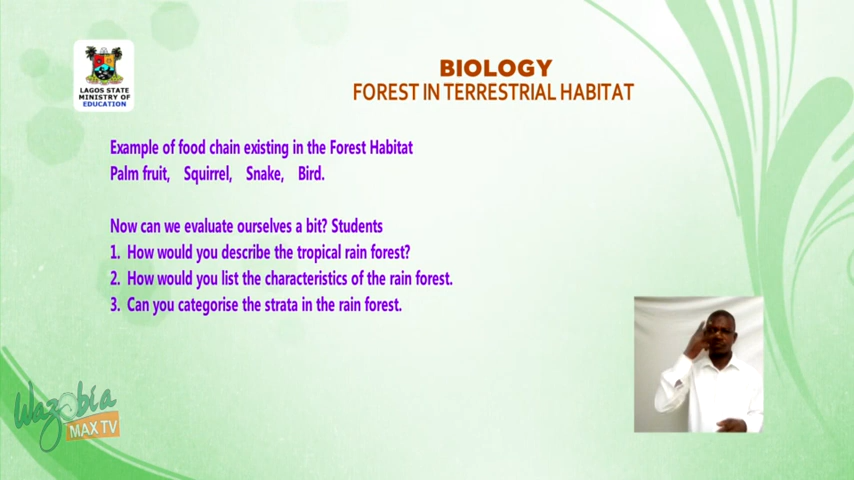 LAGOS STATE
MINISTRY OF
EDUCATION
BIOLOGY
FOREST IN TERRESTRIAL HABITAT
Example of food chain existing in the Forest Habitat
Palm fruit, Squirrel, Snake, Bird.
Now can we evaluate ourselves a bit? Students
1. How would you describe the tropical rain forest?
2. How would you list the characteristics of the rain forest.
3. Can you categorise the strata in the rain forest.
Wazobia
MAX TV